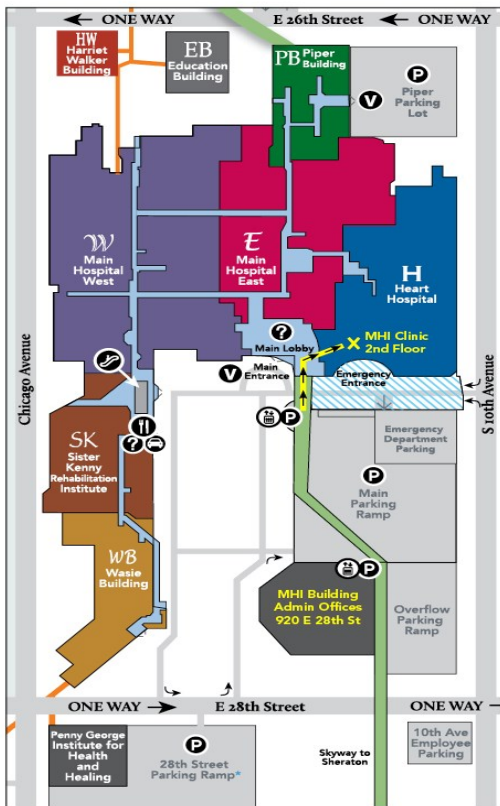 ONE WAY
E 26th Street
ONE WAY
HW
Harriet
Walker
Building
EB
Education
Building
PB Piper
Building
P
Piper
Parking
Lot
V
W
Main
Hospital
West
E
Main
Hospital
East
H
Heart
Hospital
?
Main Lobby
MHI Clinic
2nd Floor
V
Main
Entrance
Emergency
Entrance
Chicago Avenue
S 10th Avenue
P
Emergency
Department
Parking
SK
Sister
Kenny
Rehabilitation
Institute
?
P
Main
Parking
Ramp
WB
Wasie
Building
P
MHI Building
Admin Offices
920 E 28th St
Overflow
Parking
Ramp
ONE WAY
E 28th Street
ONE WAY
Penny George
Institute for
Health
and
Healing
P
28th Street
Parking Ramp*
Skyway to
Sheraton
10th Ave
Employee
Parking